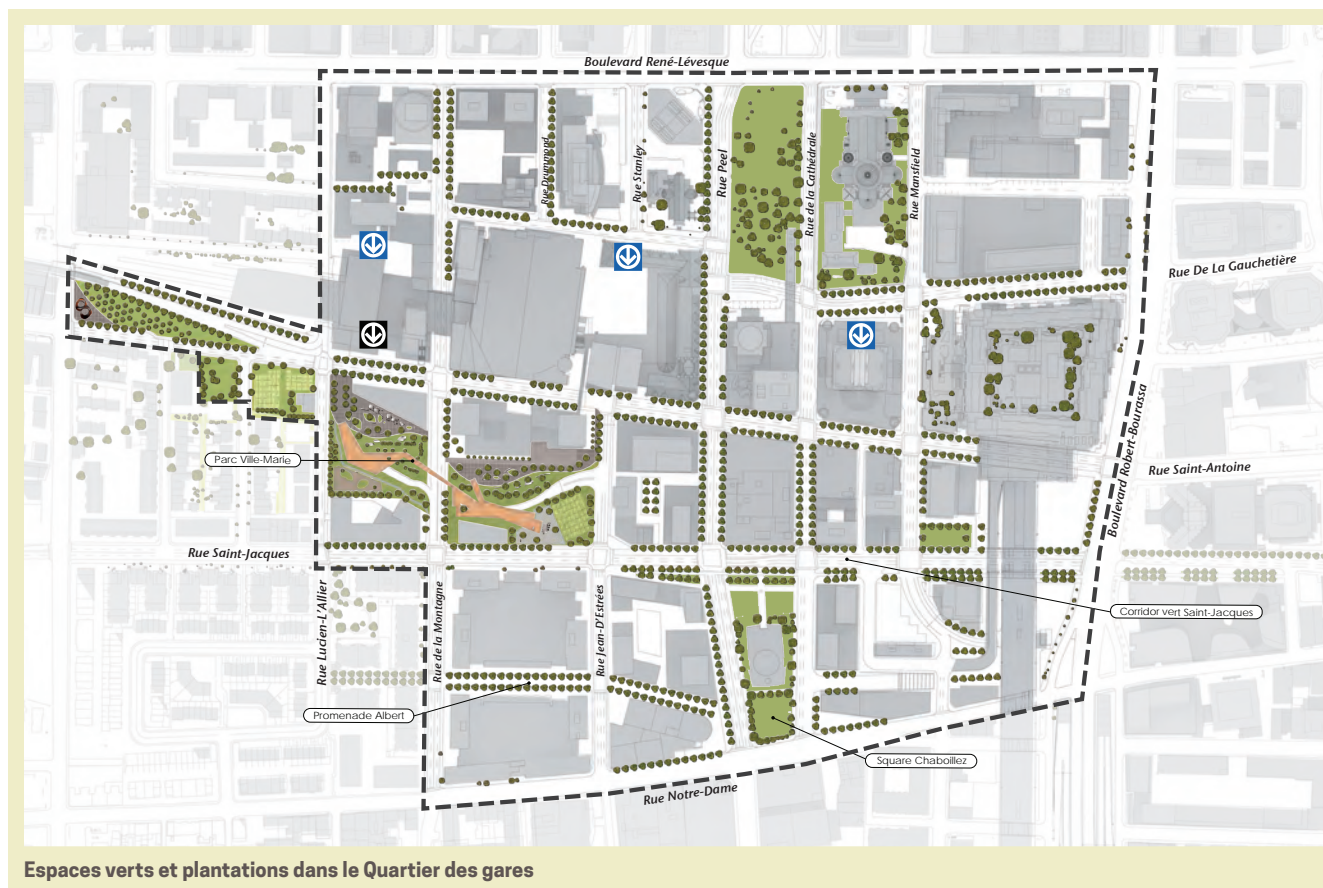 Boulevard René-Lévesque
Rue Drummond
Rue Stanley
Rue Peel
Rue de la Cathédrale
Rue Mansfield
Rue De La Gauchetière
Boulevard Robert-Bourassa
Parc Ville-Marie
Rue Saint-Antoine
Rue Saint-Jacques
Rue Lucien-L'Allier
Rue de la Montagne
Rue Jean-D'Estrées
Corridor vert Saint-Jacques
Promenade Albert
Square Chaboillez
Rue Notre-Dame
Espaces verts et plantations dans le Quartier des gares